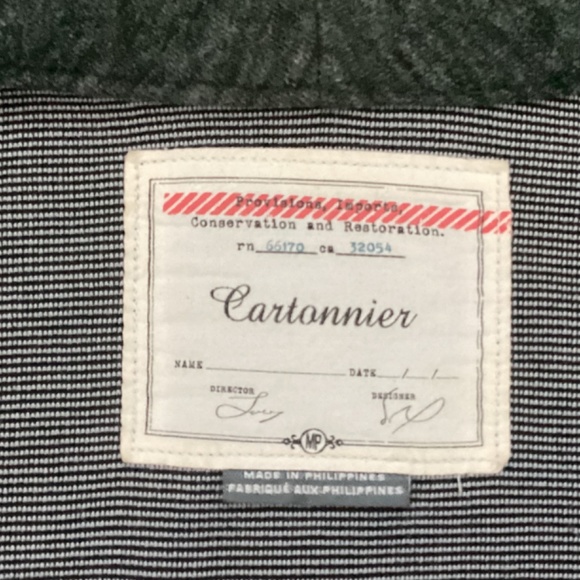 Provisions, Imports,
Conservation and Restoration.
rn 66170 ca 32054
Cartonnier
NAME DATE / /
DIRECTOR DESIGNER
MP
MADE IN PHILIPPINES
FABRIQUÉ AUX PHILIPPINES